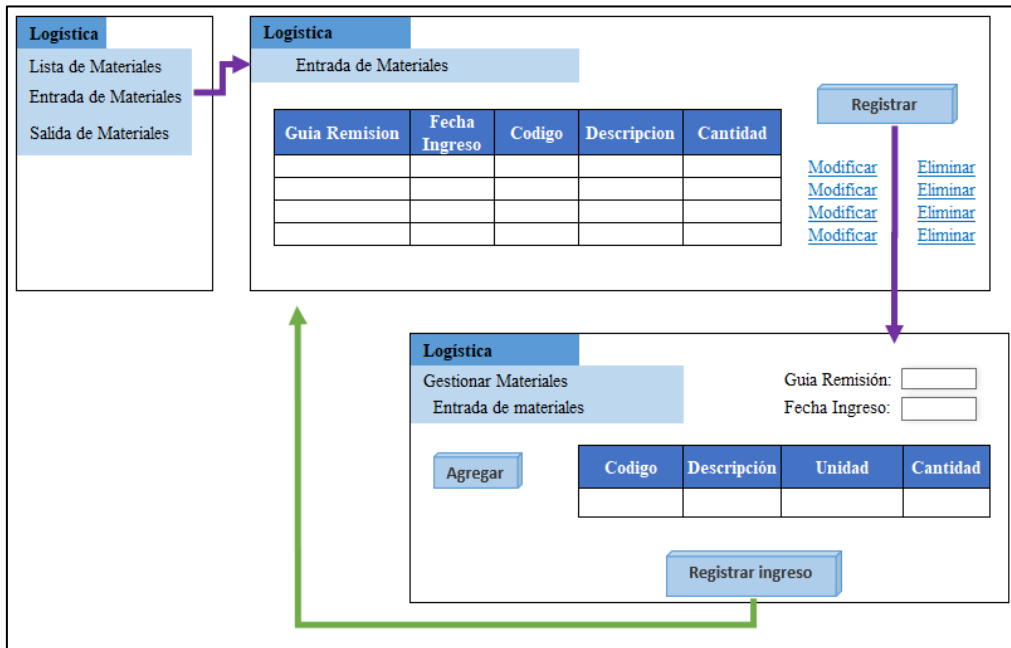 Logística
Lista de Materiales
Entrada de Materiales
Salida de Materiales
Logística
Entrada de Materiales
Registrar
Guia Remision Fecha Ingreso Codigo Descripcion Cantidad
Modificar Eliminar
Modificar Eliminar
Modificar Eliminar
Modificar Eliminar
Logística
Gestionar Materiales
Entrada de materiales
Guia Remisión:
Fecha Ingreso:
Agregar
Codigo Descripción Unidad Cantidad
Registrar ingreso